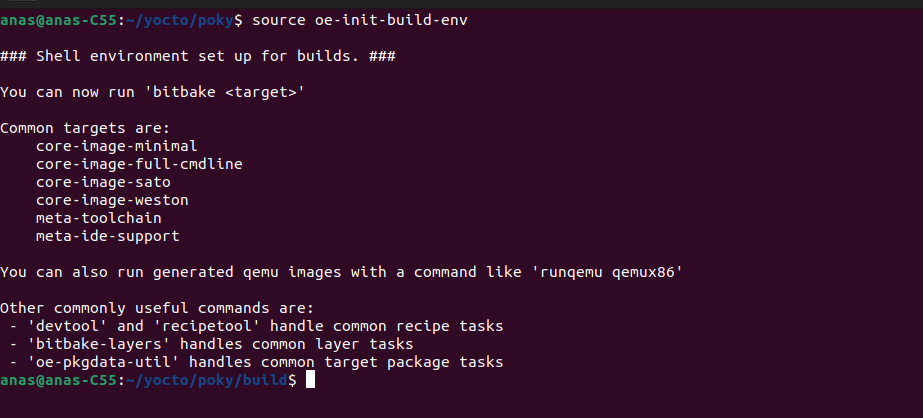 anas@anas-C55:~/yocto/poky$ source oe-init-build-env
### Shell environment set up for builds. ###
You can now run 'bitbake <target>'
Common targets are:
core-image-minimal
core-image-full-cmdline
core-image-sato
core-image-weston
meta-toolchain
meta-ide-support
You can also run generated qemu images with a command like 'runqemu qemux86'
Other commonly useful commands are:
- 'devtool' and 'recipetool' handle common recipe tasks
- 'bitbake-layers' handles common layer tasks
- 'oe-pkgdata-util' handles common target package tasks
anas@anas-C55:~/yocto/poky/build$